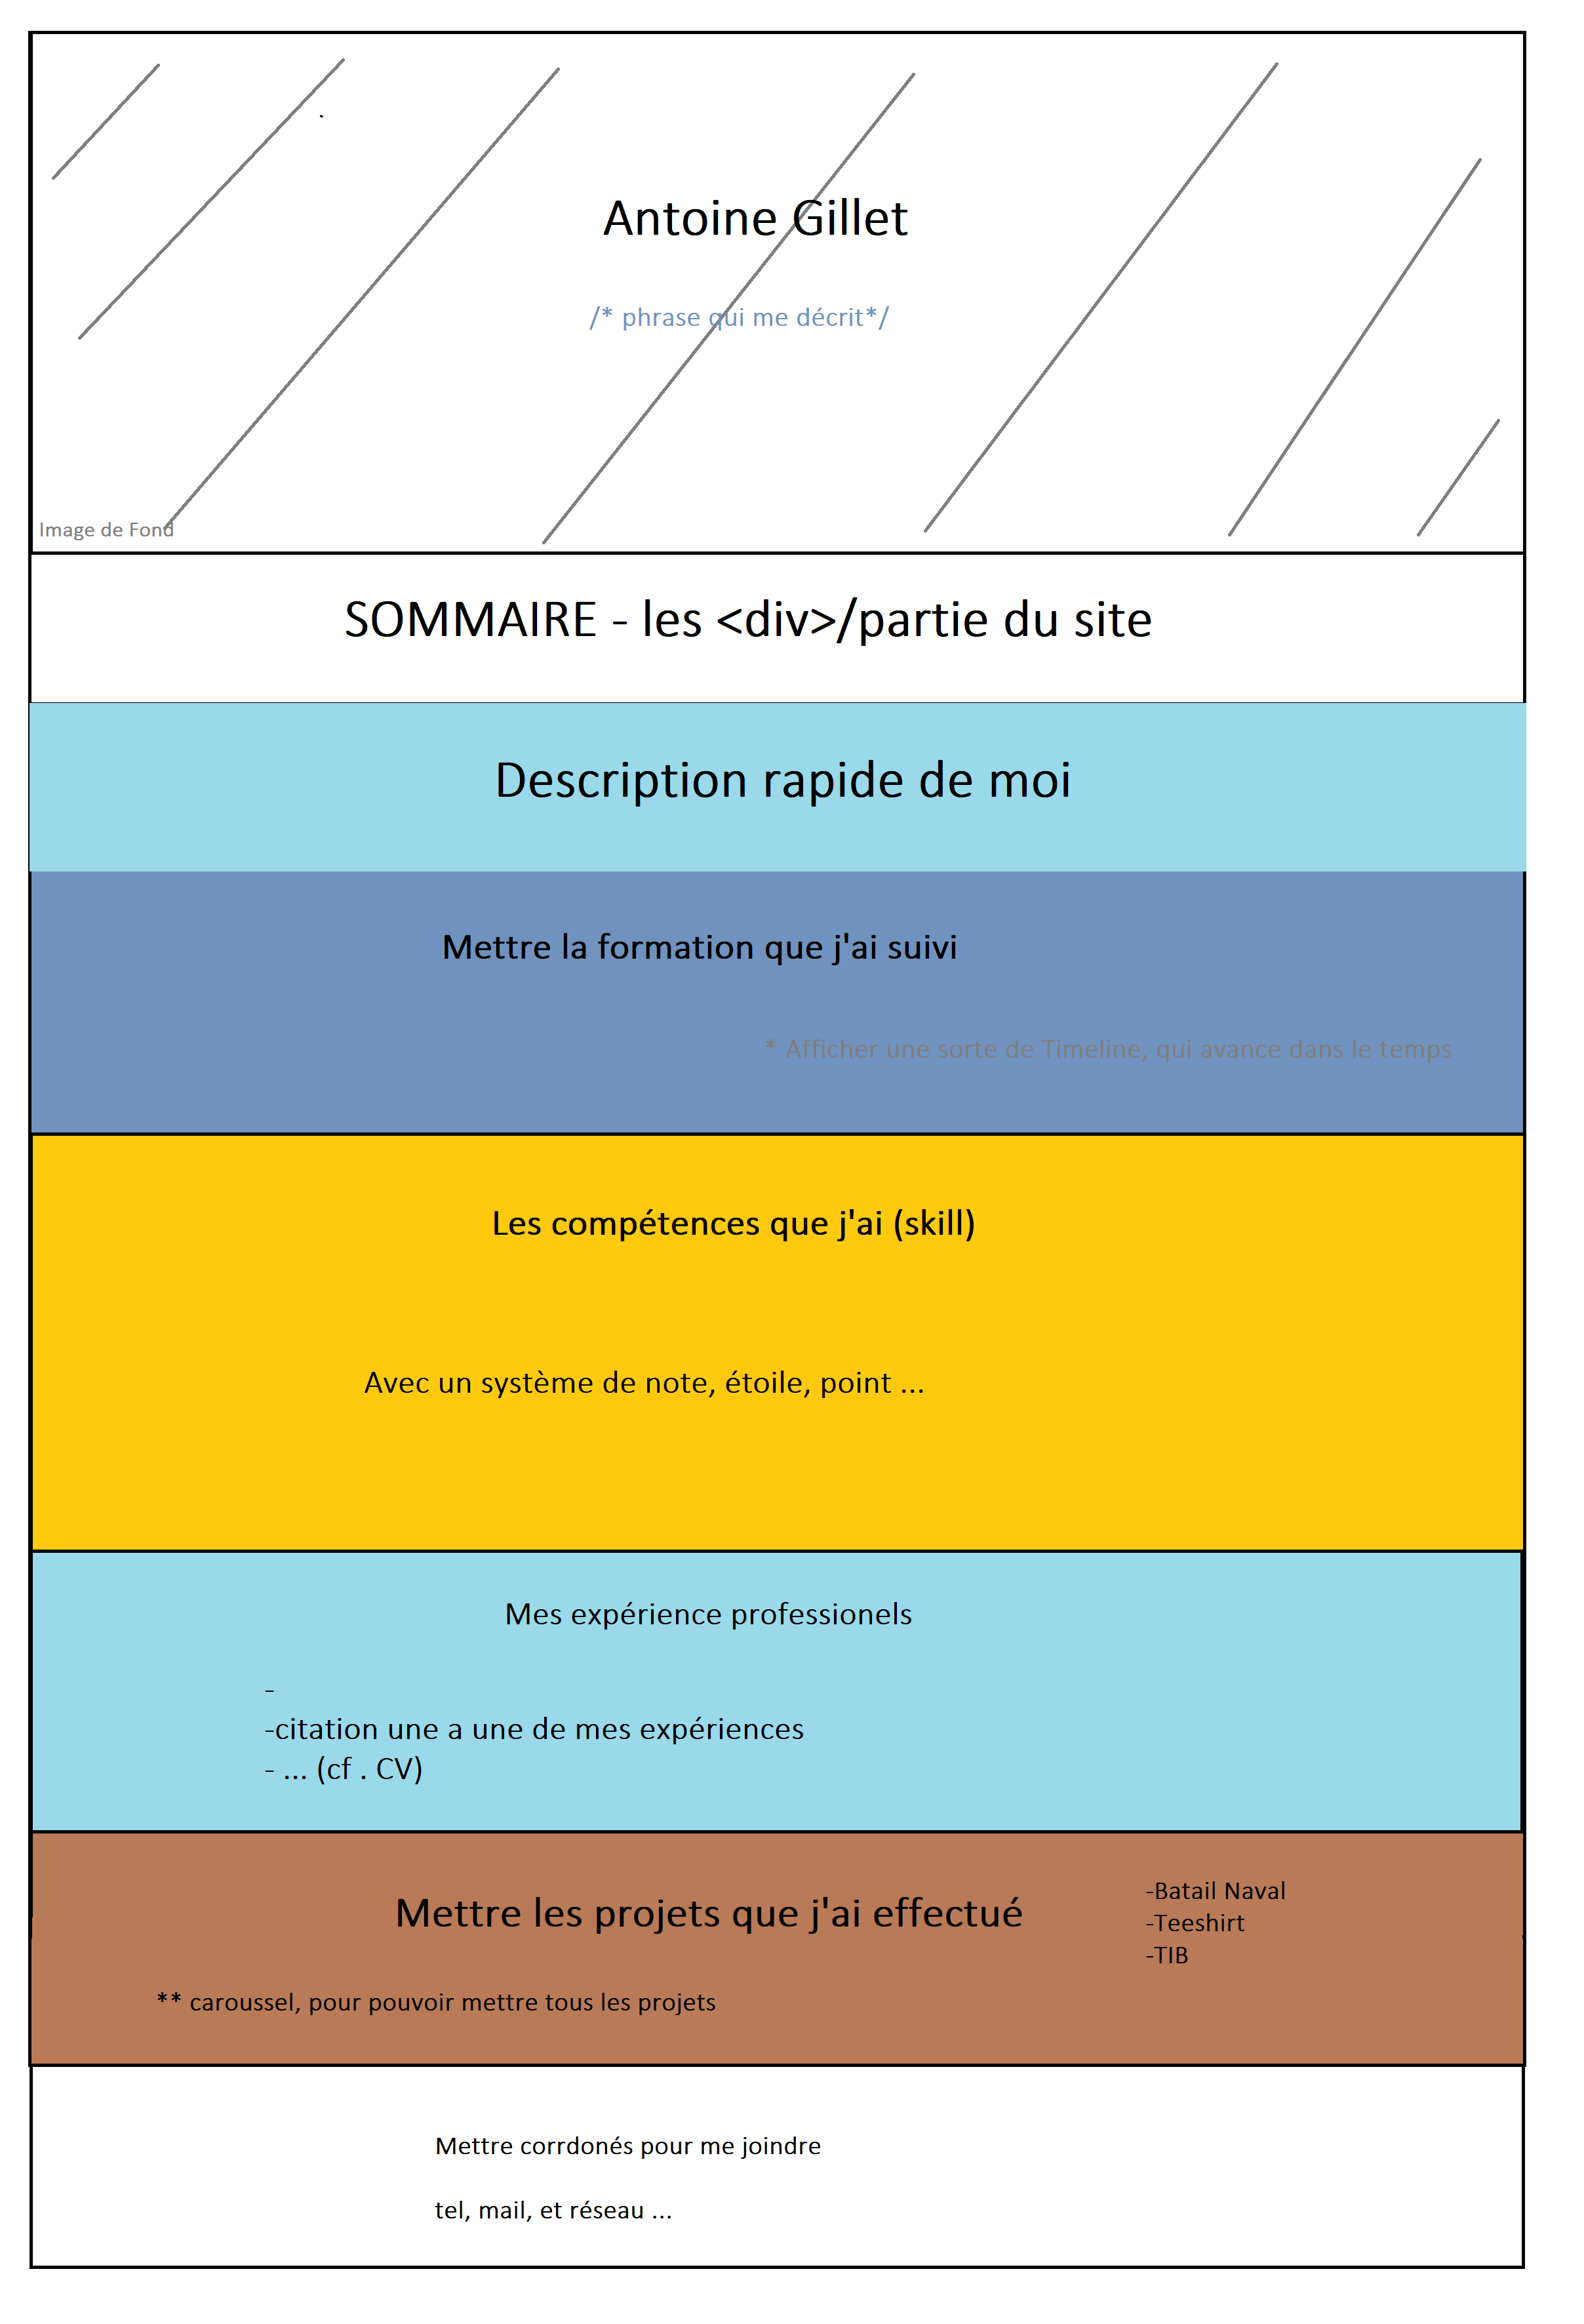 Antoine Gillet
/* phrase qui me décrit*/
Image de Fond
SOMMAIRE - les <div>/partie du site
Description rapide de moi
Mettre la formation que j'ai suivi
* Afficher une sorte de Timeline, qui avance dans le temps
Les compétences que j'ai (skill)
Avec un système de note, étoile, point ...
Mes expérience professionels
-
-citation une a une de mes expériences
- ... (cf . CV)
Mettre les projets que j'ai effectué
-Batail Naval
-Teeshirt
-TIB
** caroussel, pour pouvoir mettre tous les projets
Mettre corrdonés pour me joindre
tel, mail, et réseau ...